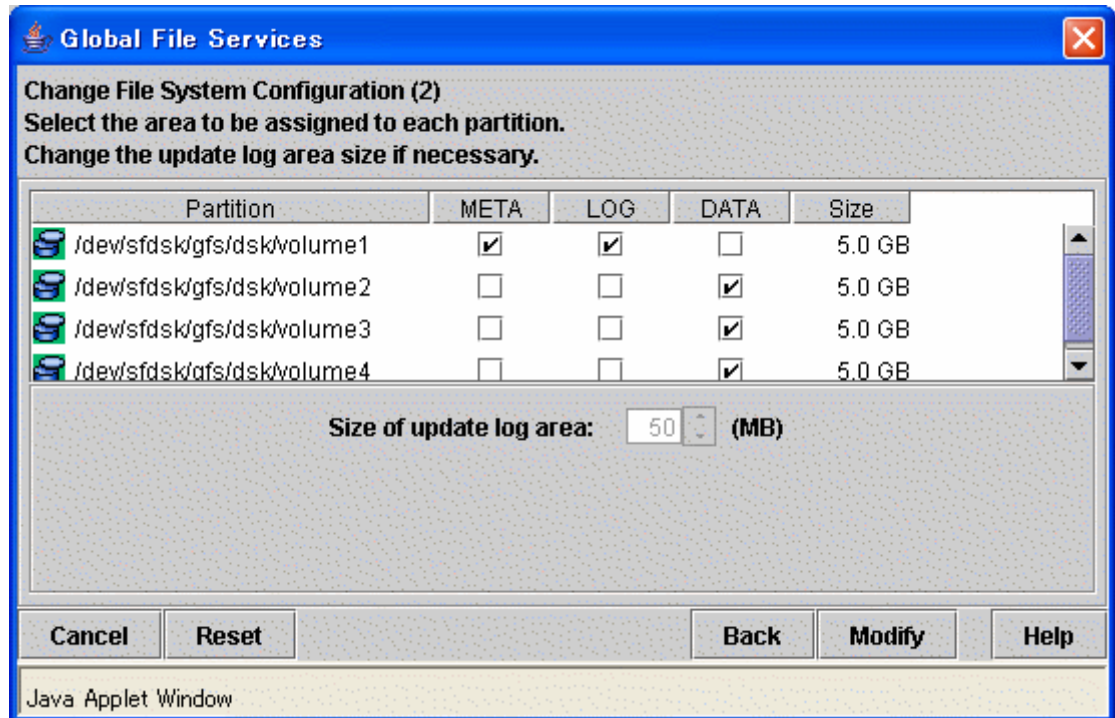 Global File Services
Change File System Configuration (2)
Select the area to be assigned to each partition.
Change the update log area size if necessary.
Partition META LOG DATA Size
/dev/sfdsk/gfs/dsk/volume1 5.0 GB
/dev/sfdsk/gfs/dsk/volume2 5.0 GB
/dev/sfdsk/gfs/dsk/volume3 5.0 GB
/dev/sfdsk/gfs/dsk/volume4 5.0 GB
Size of update log area: 50 (MB)
Cancel Reset Back Modify Help
Java Applet Window